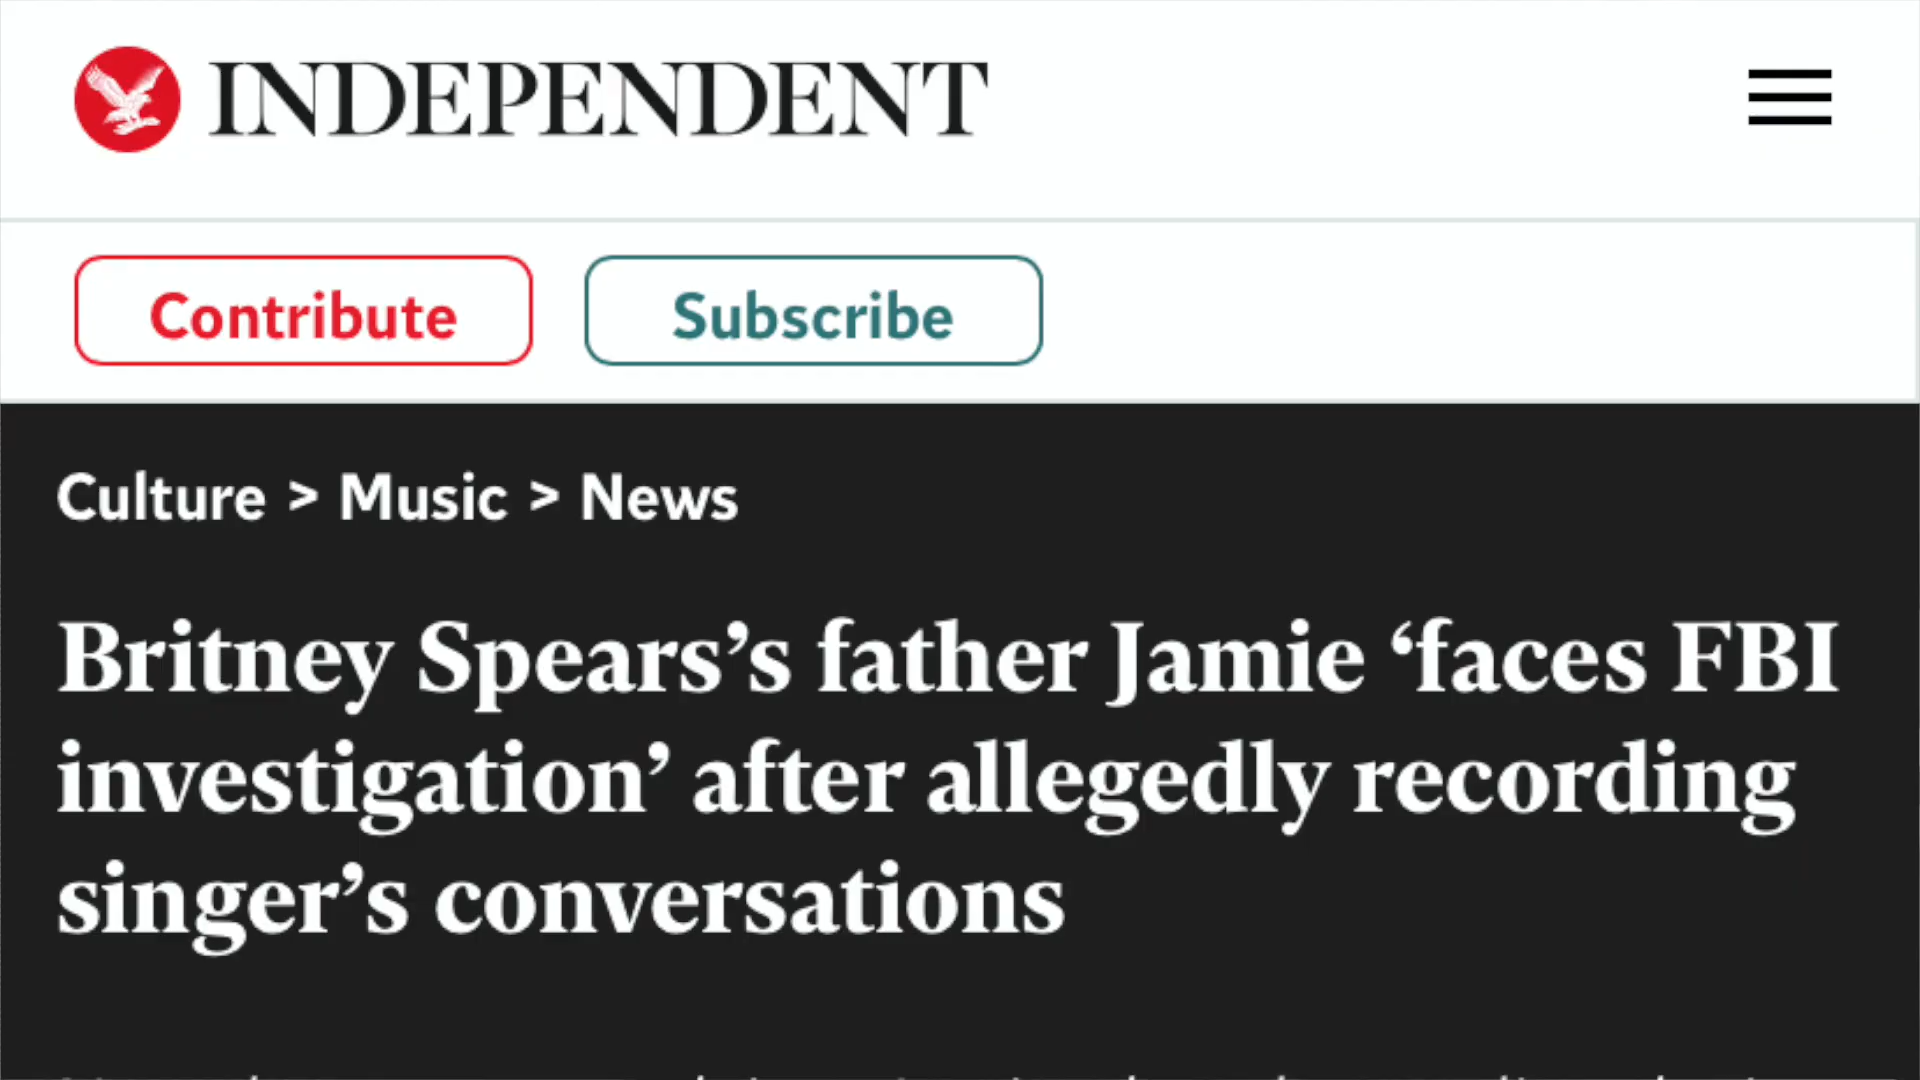 INDEPENDENT
Contribute
Subscribe
Culture > Music > News
Britney Spears’s father Jamie ‘faces FBI
investigation’ after allegedly recording
singer’s conversations